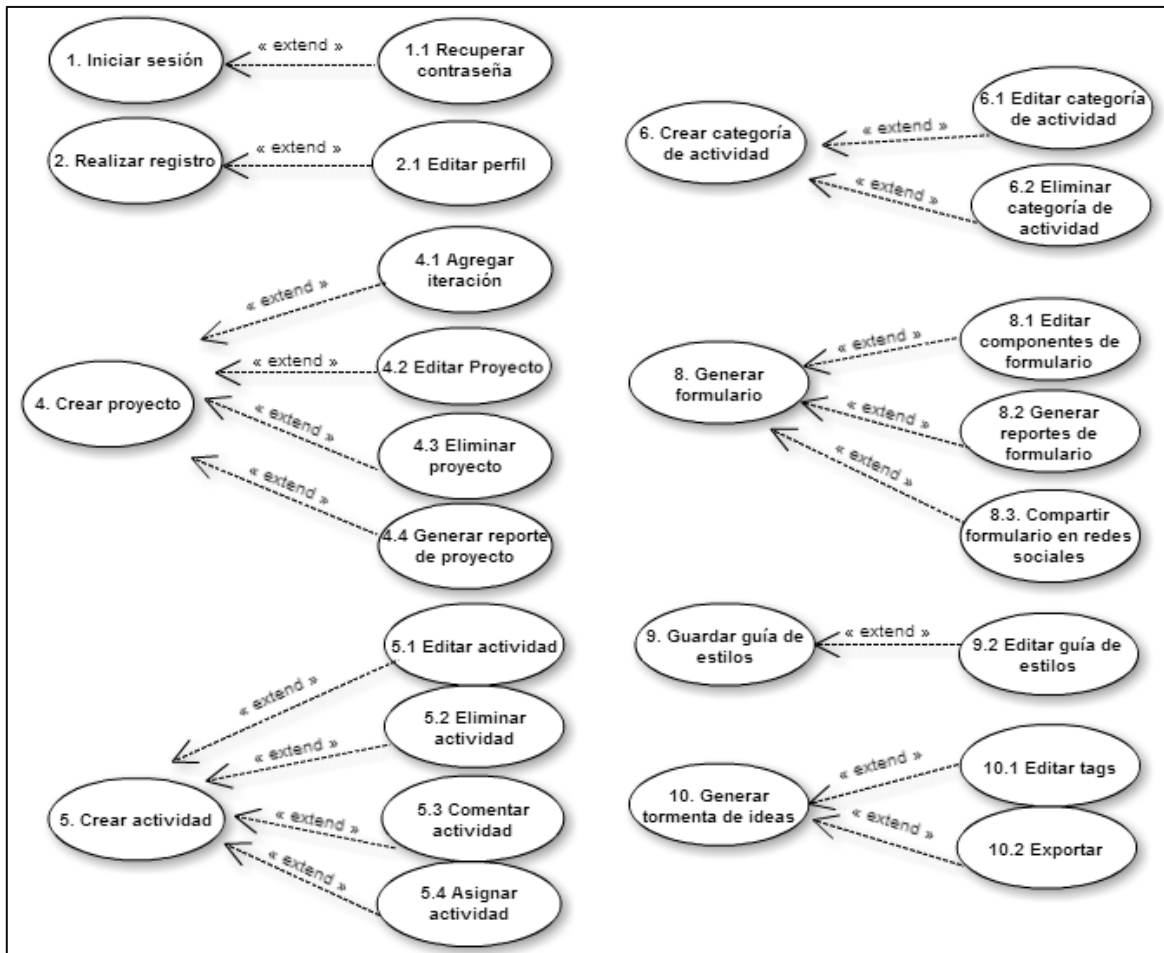 1. Iniciar sesión
« extend »
1.1 Recuperar
contraseña
2. Realizar registro
« extend »
2.1 Editar perfil
4. Crear proyecto
« extend »
4.1 Agregar
iteración
« extend »
4.2 Editar Proyecto
« extend »
4.3 Eliminar
proyecto
« extend »
4.4 Generar reporte
de proyecto
5. Crear actividad
« extend »
5.1 Editar actividad
« extend »
5.2 Eliminar
actividad
« extend »
5.3 Comentar
actividad
« extend »
5.4 Asignar
actividad
6. Crear categoría
de actividad
« extend »
6.1 Editar categoría
de actividad
« extend »
6.2 Eliminar
categoría de
actividad
8. Generar
formulario
« extend »
8.1 Editar
componentes de
formulario
« extend »
8.2 Generar
reportes de
formulario
« extend »
8.3. Compartir
formulario en redes
sociales
9. Guardar guía de
estilos
« extend »
9.2 Editar guía de
estilos
10. Generar
tormenta de ideas
« extend »
10.1 Editar tags
« extend »
10.2 Exportar